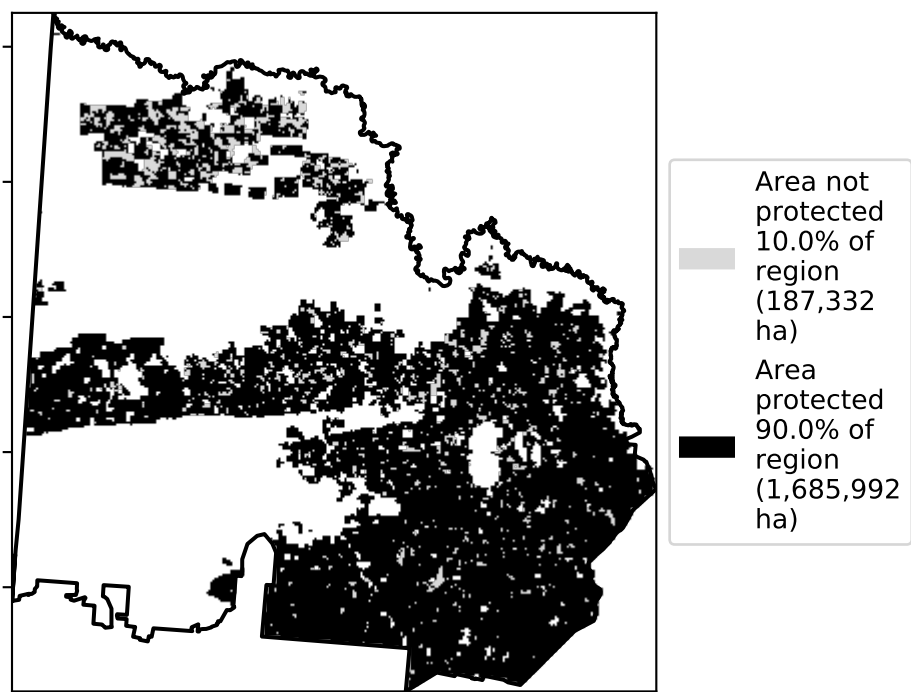 Area not
protected
10.0% of
region
(187,332
ha)
Area
protected
90.0% of
region
(1,685,992
ha)